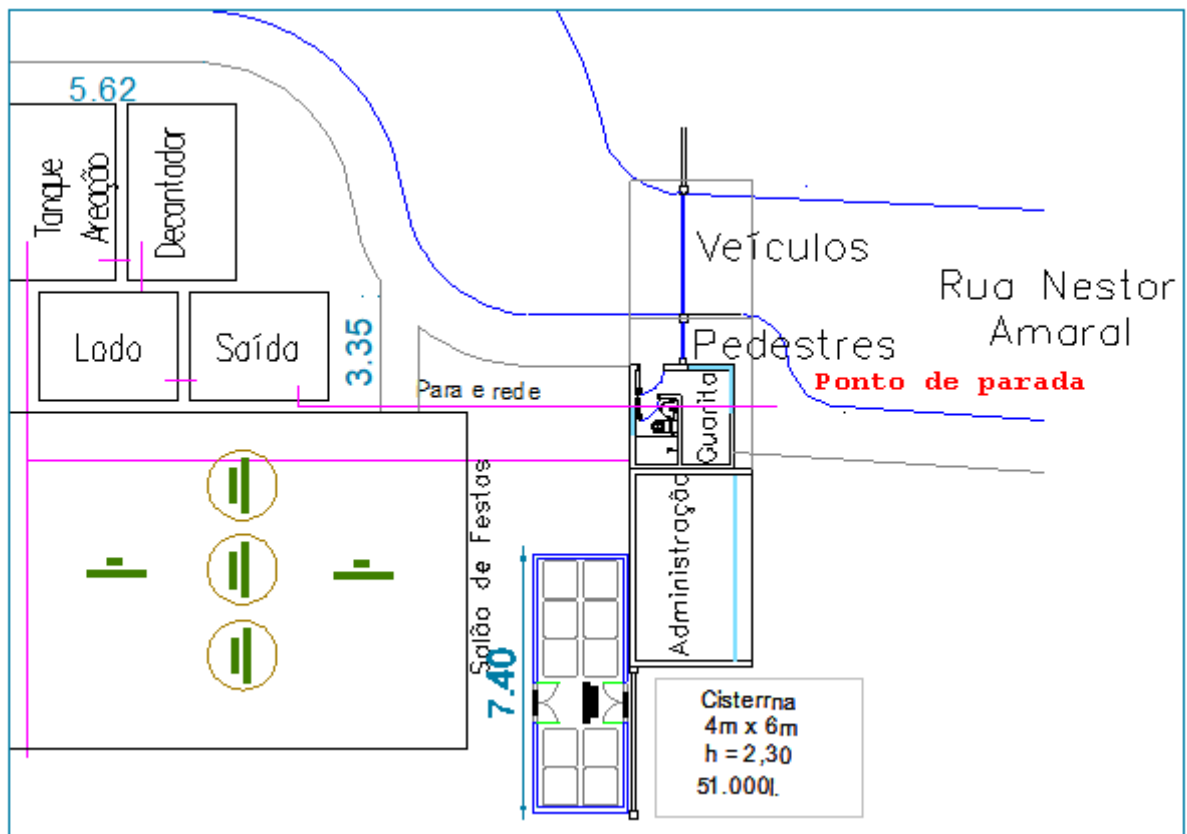 5.62
Tanque
Areação
Decantador
Lodo
Saída
3.35
Para e rede
Veículos
Pedestres
Rua Nestor
Amaral
Ponto de parada
Guarita
Administração
Salão de Festas
7.40
Cisterrna
4m x 6m
h = 2,30
51.000l.